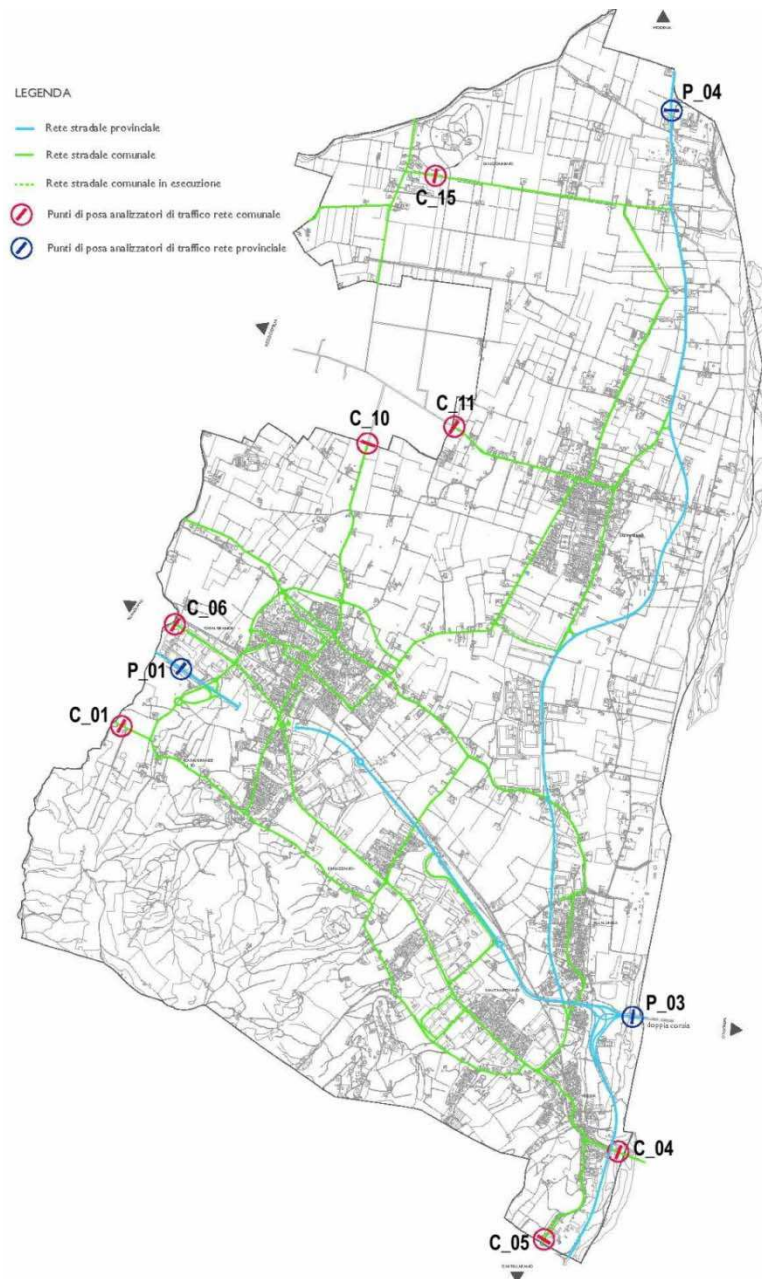 MODENA
LEGENDA
P_04
Rete stradale provinciale
Rete stradale comunale
Rete stradale comunale in esecuzione
Punti di posa analizzatori di traffico rete comunale
C_15
Punti di posa analizzatori di traffico rete provinciale
C_10
C_11
C_06
P_01
C_01
P_03
doppia corsia
C_04
C_05